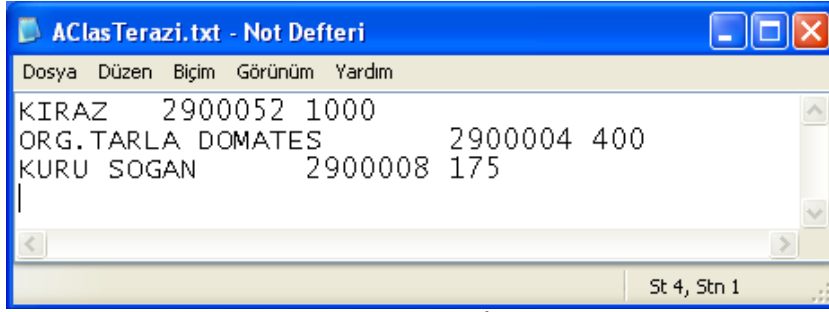 AClasTerazi.txt - Not Defteri
Dosya Düzen Biçim Görünüm Yardım
KIRAZ 2900052 1000
ORG.TARLA DOMATES 2900004 400
KURU SOGAN 2900008 175
St 4, Stn 1